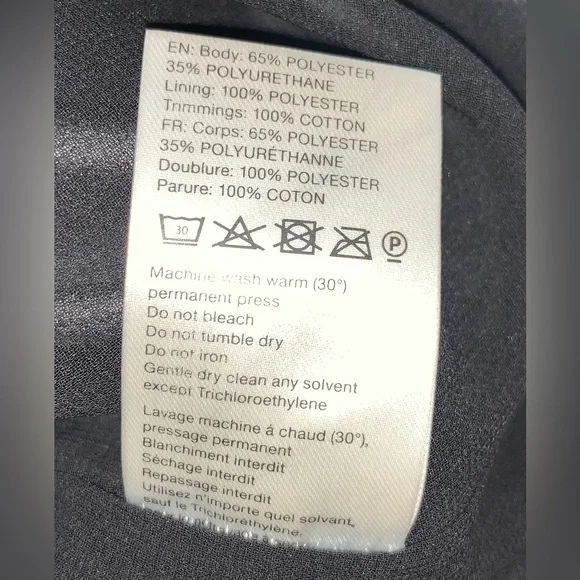 EN: Body: 65% POLYESTER
35% POLYURETHANE
Lining: 100% POLYESTER
Trimmings: 100% COTTON
FR: Corps: 65% POLYESTER
35% POLYURÉTHANNE
Doublure: 100% POLYESTER
Parure: 100% COTON
30 P
Machine wash warm (30°)
permanent press
Do not bleach
Do not tumble dry
Do not iron
Gentle dry clean any solvent
except Trichloroethylene
Lavage machine á chaud (30°),
pressage permanent
Blanchiment interdit
Séchage interdit
Repassage interdit
Utilisez n'importe quel solvant,
sauf le Trichloréthylène.